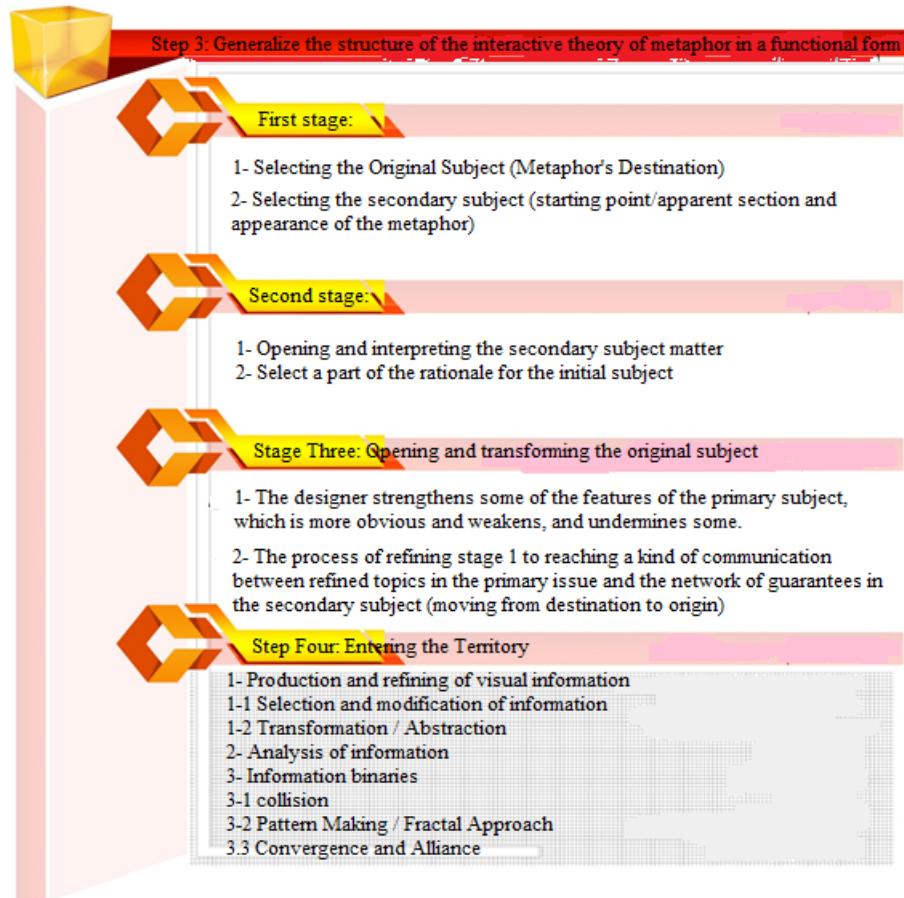 Step 3: Generalize the structure of the interactive theory of metaphor in a functional form
First stage:
1- Selecting the Original Subject (Metaphor's Destination)
2- Selecting the secondary subject (starting point/apparent section and
appearance of the metaphor)
Second stage:
1- Opening and interpreting the secondary subject matter
2- Select a part of the rationale for the initial subject
Stage Three: Opening and transforming the original subject
1- The designer strengthens some of the features of the primary subject,
which is more obvious and weakens, and undermines some.
2- The process of refining stage 1 to reaching a kind of communication
between refined topics in the primary issue and the network of guarantees in
the secondary subject (moving from destination to origin)
Step Four: Entering the Territory
1- Production and refining of visual information
1-1 Selection and modification of information
1-2 Transformation / Abstraction
2- Analysis of information
3- Information binaries
3-1 collision
3-2 Pattern Making / Fractal Approach
3.3 Convergence and Alliance